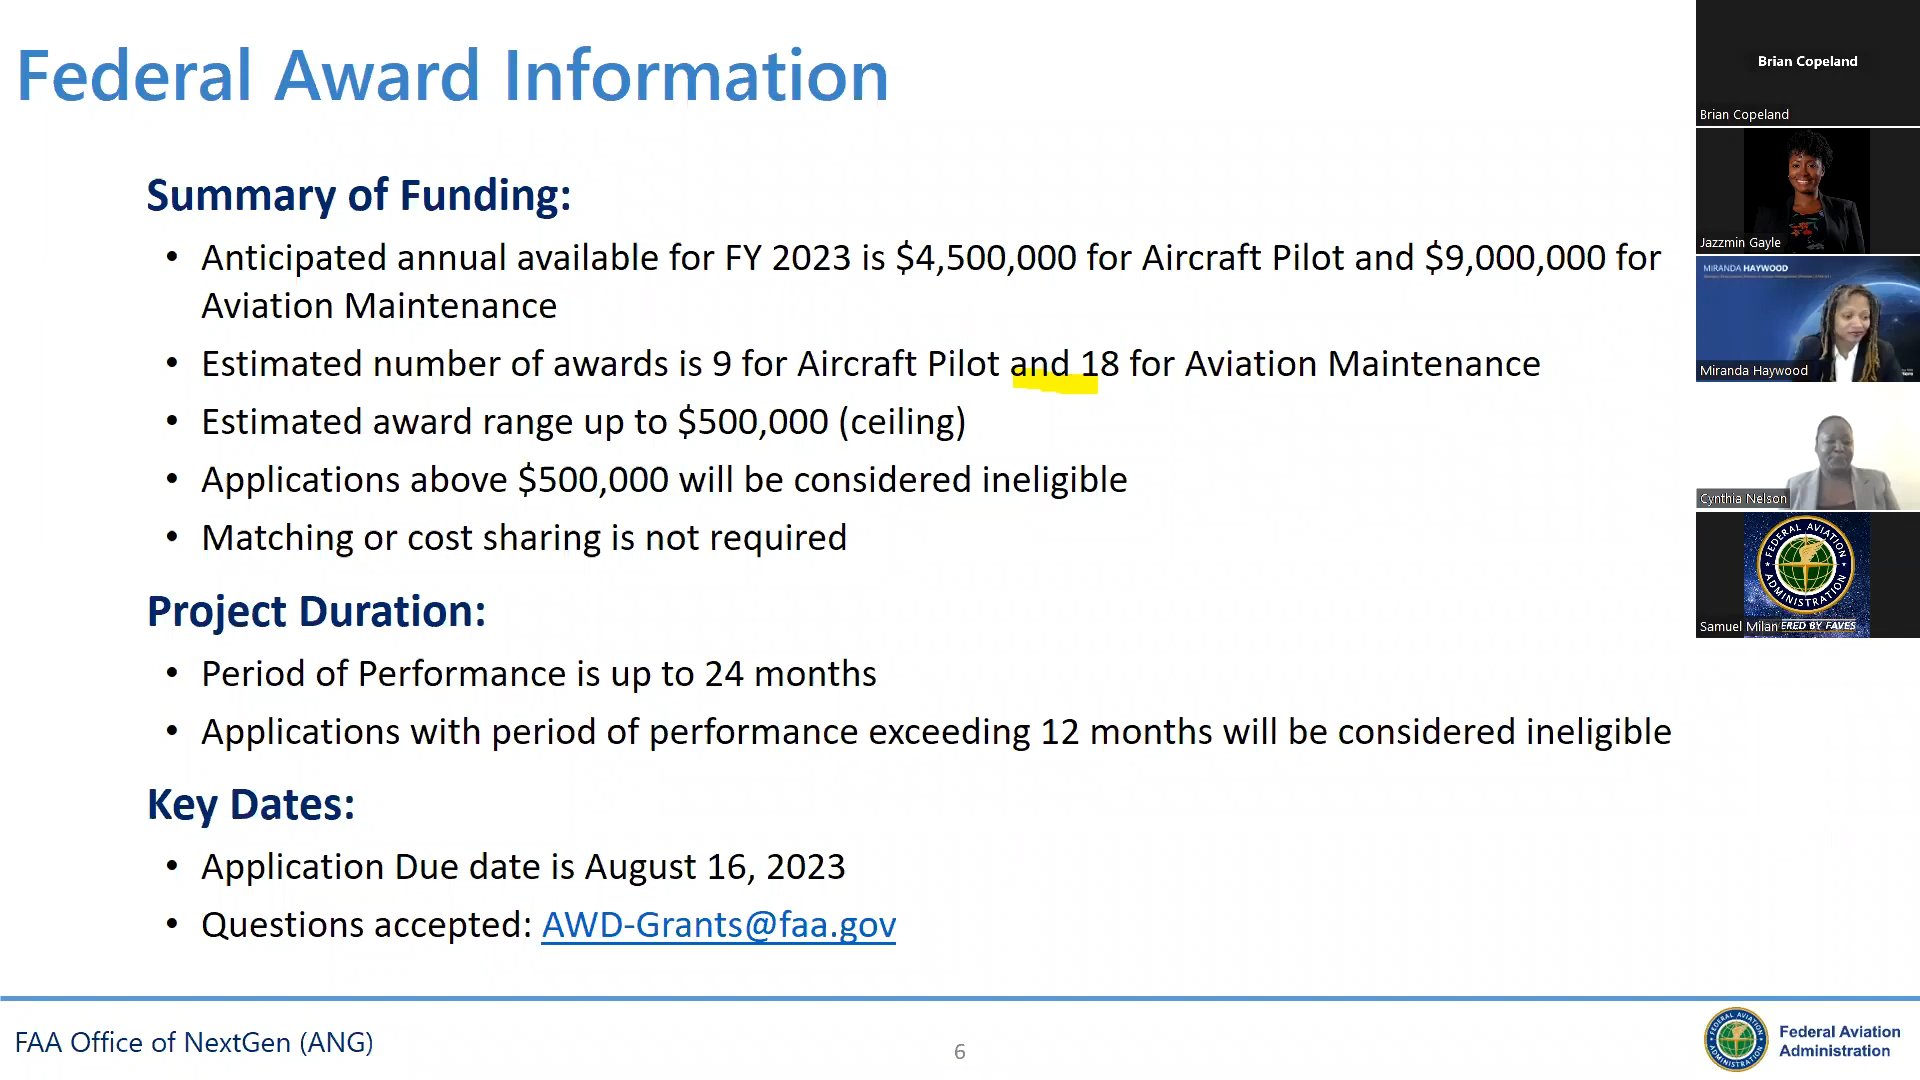 Federal Award Information
Summary of Funding:
• Anticipated annual available for FY 2023 is $4,500,000 for Aircraft Pilot and $9,000,000 for
Aviation Maintenance
• Estimated number of awards is 9 for Aircraft Pilot and 18 for Aviation Maintenance
• Estimated award range up to $500,000 (ceiling)
• Applications above $500,000 will be considered ineligible
• Matching or cost sharing is not required
Project Duration:
• Period of Performance is up to 24 months
• Applications with period of performance exceeding 12 months will be considered ineligible
Key Dates:
• Application Due date is August 16, 2023
• Questions accepted: AWD-Grants@faa.gov
FAA Office of NextGen (ANG)
6
Federal Aviation
Administration
Brian Copeland
Brian Copeland
Jazzmin Gayle
MIRANDA HAYWOOD
Miranda Haywood
Cynthia Nelson
FEDERAL AVIATION
ADMINISTRATION
Samuel Milan
ERED BY FAVES